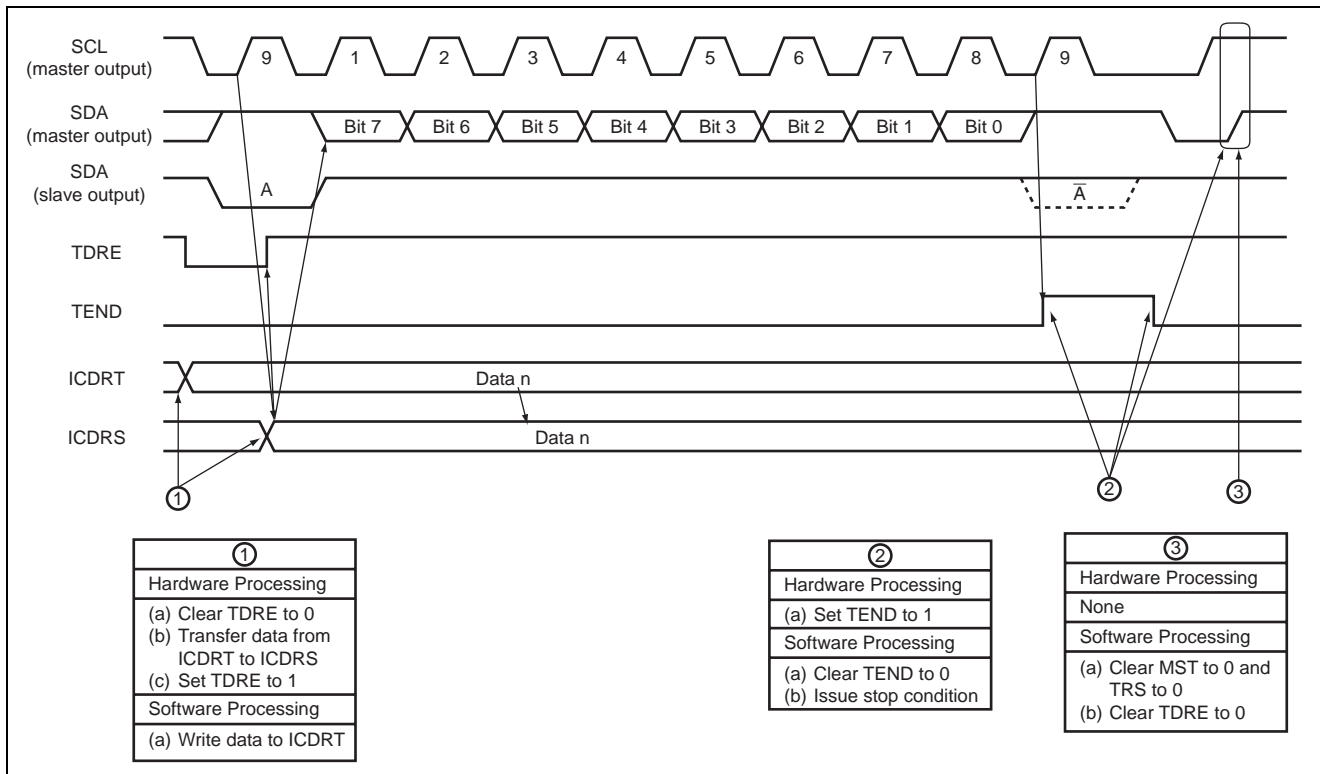 SCL
(master output)
9 1 2 3 4 5 6 7 8 9
SDA
(master output)
Bit 7 Bit 6 Bit 5 Bit 4 Bit 3 Bit 2 Bit 1 Bit 0
SDA
(slave output)
A A̅
TDRE
TEND
ICDRT
Data n
ICDRS
Data n
① ② ③
①
Hardware Processing
(a) Clear TDRE to 0
(b) Transfer data from
ICDRT to ICDRS
(c) Set TDRE to 1
Software Processing
(a) Write data to ICDRT
②
Hardware Processing
(a) Set TEND to 1
Software Processing
(a) Clear TEND to 0
(b) Issue stop condition
③
Hardware Processing
None
Software Processing
(a) Clear MST to 0 and
TRS to 0
(b) Clear TDRE to 0